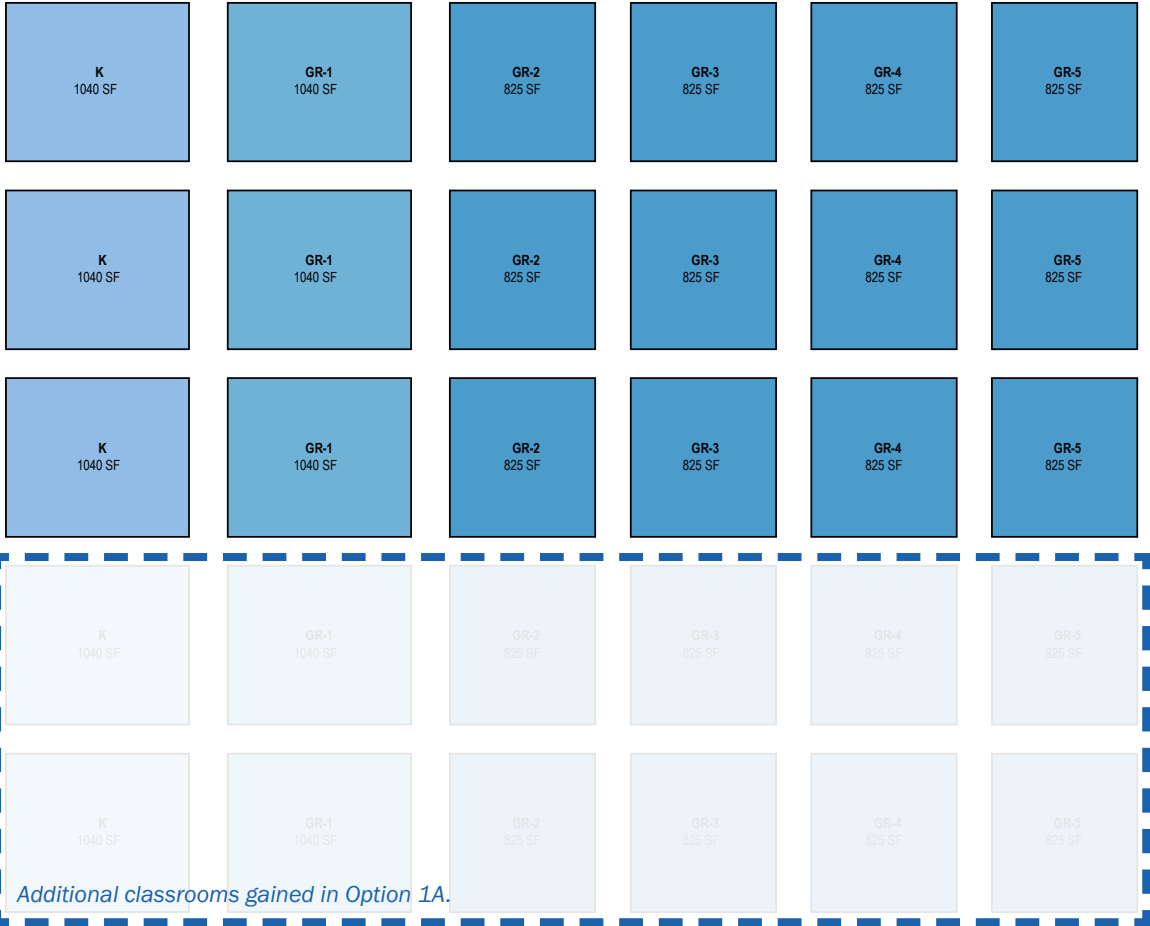 K
1040 SF
GR-1
1040 SF
GR-2
825 SF
GR-3
825 SF
GR-4
825 SF
GR-5
825 SF
K
1040 SF
GR-1
1040 SF
GR-2
825 SF
GR-3
825 SF
GR-4
825 SF
GR-5
825 SF
K
1040 SF
GR-1
1040 SF
GR-2
825 SF
GR-3
825 SF
GR-4
825 SF
GR-5
825 SF
K
1040 SF
GR-1
1040 SF
GR-2
825 SF
GR-3
825 SF
GR-4
825 SF
GR-5
825 SF
K
1040 SF
GR-1
1040 SF
GR-2
825 SF
GR-3
825 SF
GR-4
825 SF
GR-5
825 SF
Additional classrooms gained in Option 1A.